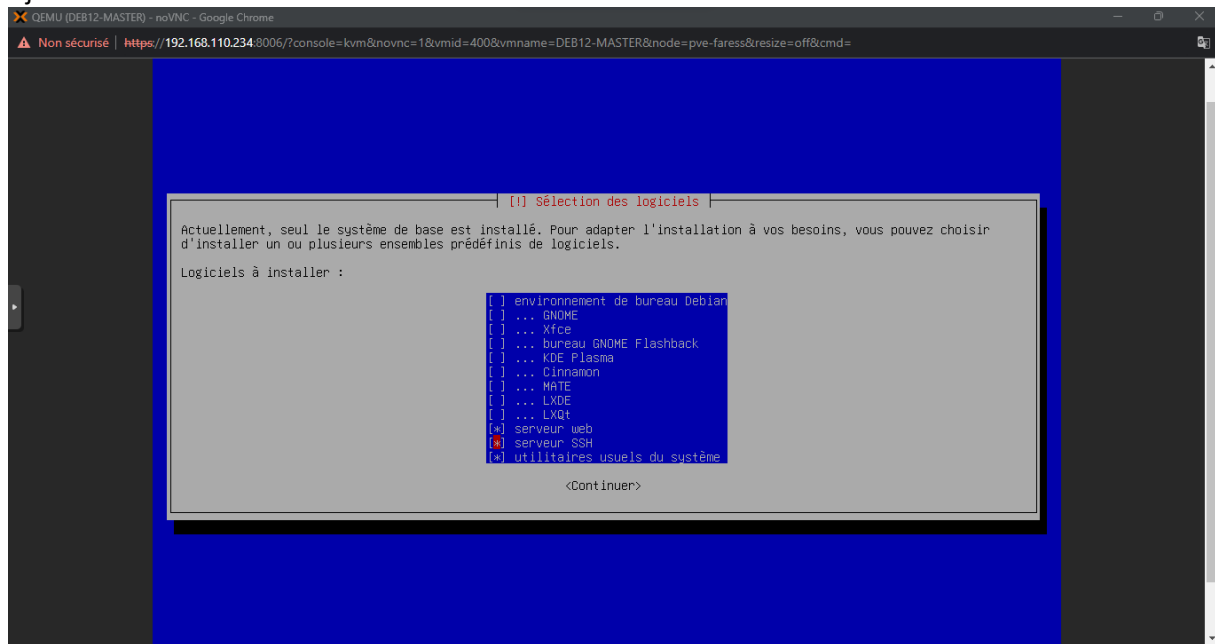 QEMU (DEB12-MASTER) - noVNC - Google Chrome
Non sécurisé | https://192.168.110.234:8006/?console=kvm&novnc=1&vmid=400&vmname=DEB12-MASTER&node=pve-faress&resize=off&cmd=
[!] Sélection des logiciels
Actuellement, seul le système de base est installé. Pour adapter l'installation à vos besoins, vous pouvez choisir
d'installer un ou plusieurs ensembles prédéfinis de logiciels.
Logiciels à installer :
[ ] environnement de bureau Debian
[ ] ... GNOME
[ ] ... Xfce
[ ] ... bureau GNOME Flashback
[ ] ... KDE Plasma
[ ] ... Cinnamon
[ ] ... MATE
[ ] ... LXDE
[ ] ... LXQt
[*] serveur web
[*] serveur SSH
[*] utilitaires usuels du système
<Continuer>